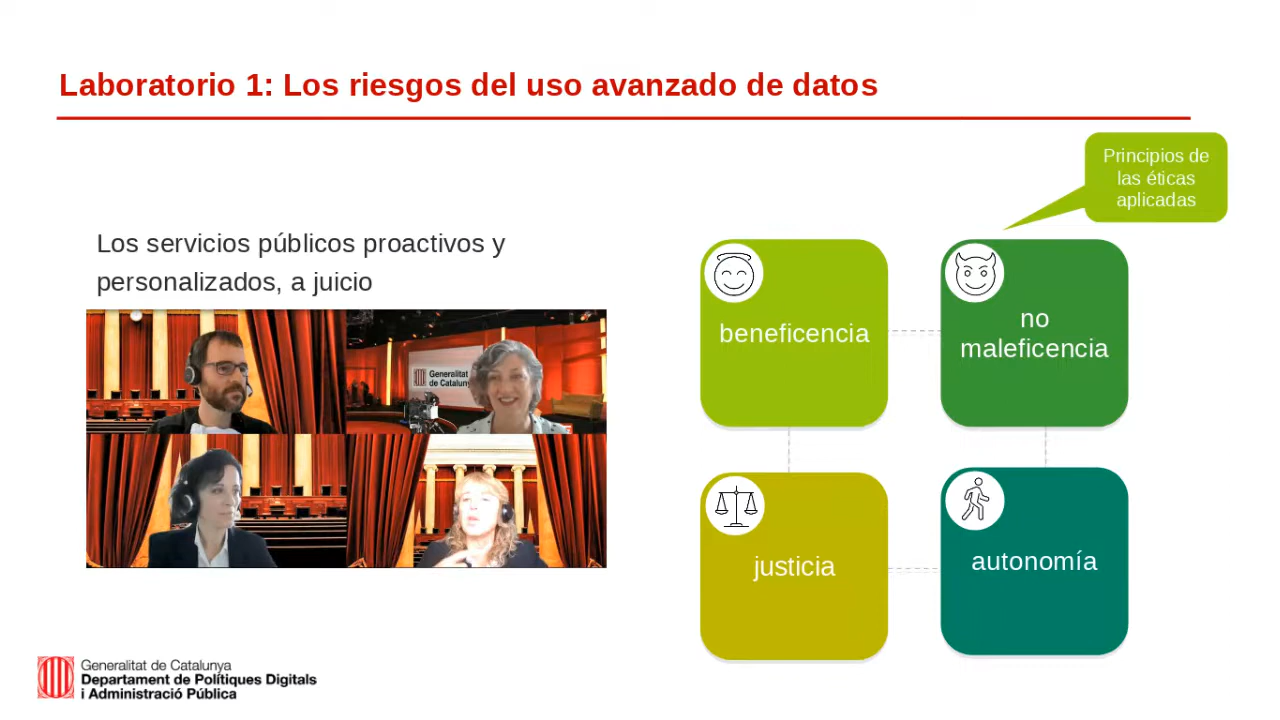 Laboratorio 1: Los riesgos del uso avanzado de datos
Principios de
las éticas
aplicadas
Los servicios públicos proactivos y
personalizados, a juicio
Generalitat
de Catalunya
beneficencia
no
maleficencia
justicia
autonomía
Generalitat de Catalunya
Departament de Polítiques Digitals
i Administració Pública